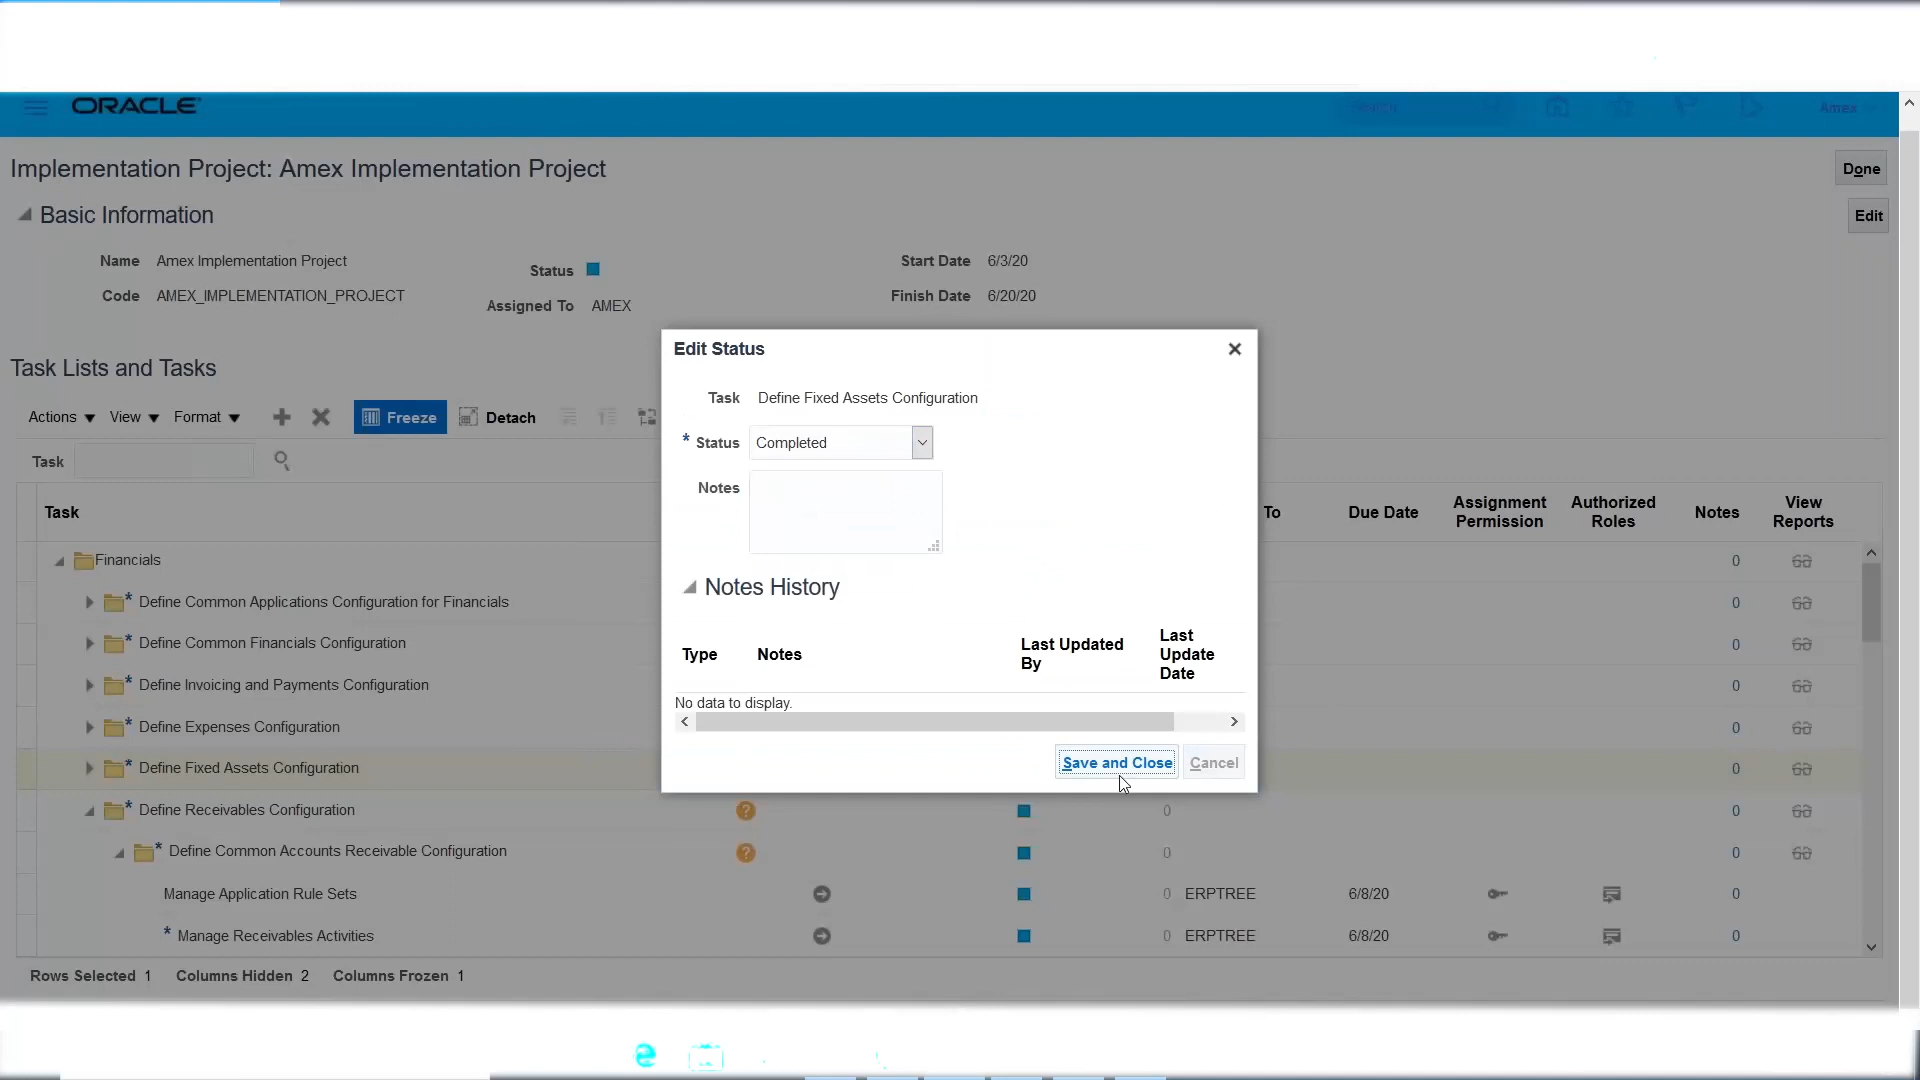 ORACLE
Search
Amex
Implementation Project: Amex Implementation Project
Done
Basic Information
Edit
Name Amex Implementation Project
Status
Start Date 6/3/20
Code AMEX_IMPLEMENTATION_PROJECT
Assigned To AMEX
Finish Date 6/20/20
Task Lists and Tasks
Actions View Format Freeze Detach
Task
Task To Due Date Assignment Permission Authorized Roles Notes View Reports
Financials 0
* Define Common Applications Configuration for Financials 0
* Define Common Financials Configuration 0
* Define Invoicing and Payments Configuration 0
* Define Expenses Configuration 0
* Define Fixed Assets Configuration 0
* Define Receivables Configuration ? 0 0
* Define Common Accounts Receivable Configuration ? 0 0
Manage Application Rule Sets 0 ERPTREE 6/8/20 0
* Manage Receivables Activities 0 ERPTREE 6/8/20 0
Rows Selected 1 Columns Hidden 2 Columns Frozen 1
Edit Status
Task Define Fixed Assets Configuration
* Status Completed
Notes
Notes History
Type Notes Last Updated By Last Update Date
No data to display.
Save and Close Cancel